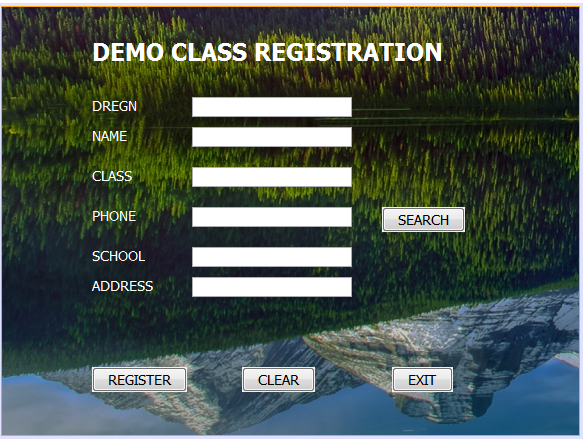 DEMO CLASS REGISTRATION
DREGN
NAME
CLASS
PHONE
SEARCH
SCHOOL
ADDRESS
REGISTER
CLEAR
EXIT